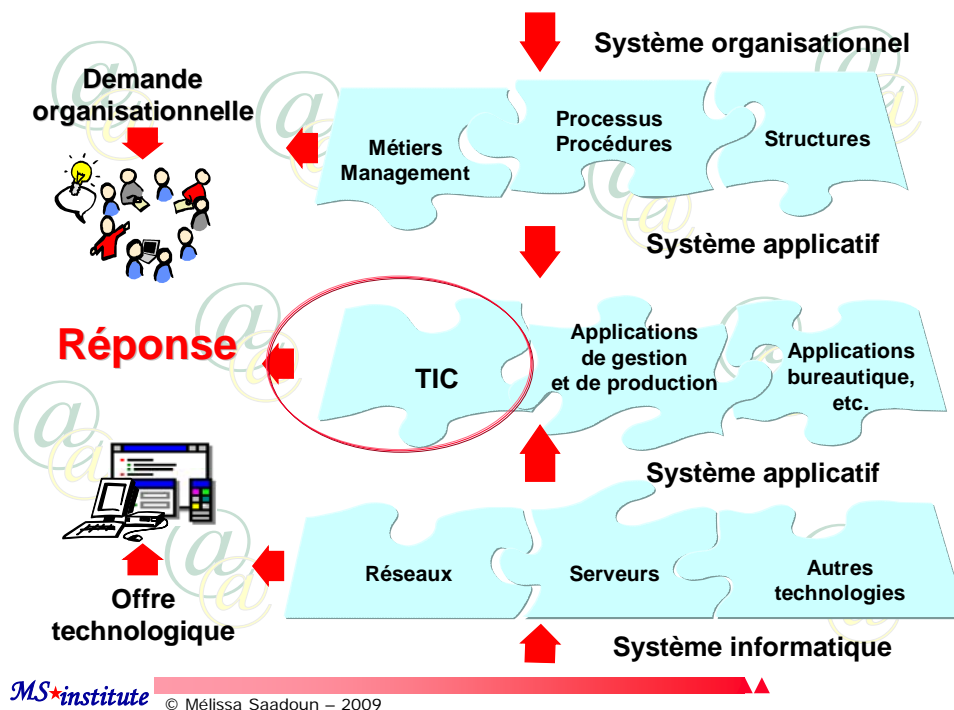 Système organisationnel
Demande
organisationnelle
Métiers
Management
Processus
Procédures
Structures
Système applicatif
Réponse
TIC
Applications
de gestion
et de production
Applications
bureautique,
etc.
Système applicatif
Réseaux
Serveurs
Autres
technologies
Offre
technologique
Système informatique
MS institute
© Mélissa Saadoun – 2009